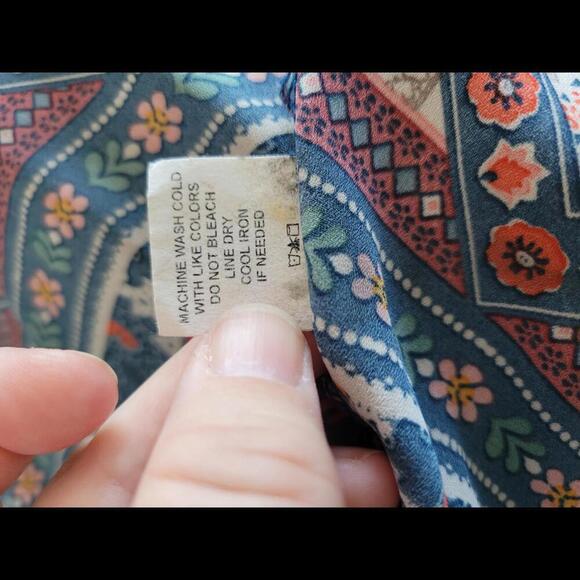 MACHINE WASH COLD
WITH LIKE COLORS
DO NOT BLEACH
LINE DRY
COOL IRON
IF NEEDED